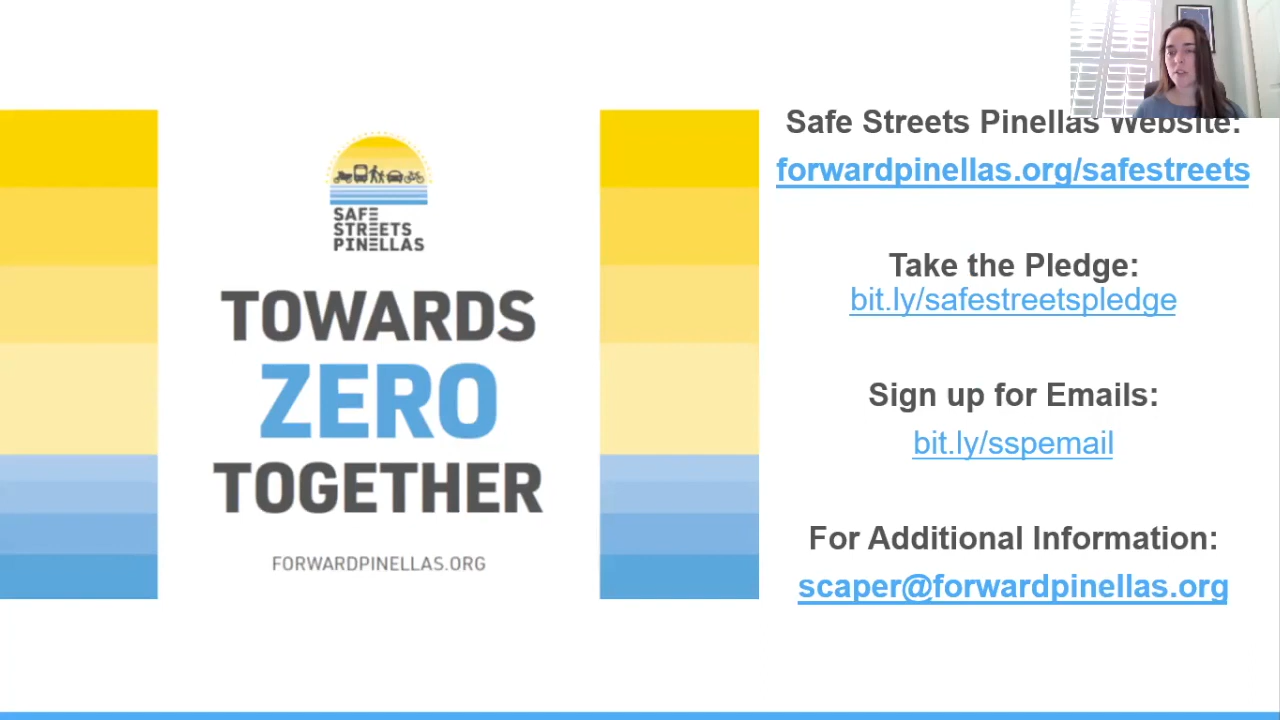 SAFE
STREETS
PINELLAS
TOWARDS
ZERO
TOGETHER
FORWARDPINELLAS.ORG
Safe Streets Pinellas Website:
forwardpinellas.org/safestreets
Take the Pledge:
bit.ly/safestreetspledge
Sign up for Emails:
bit.ly/sspemail
For Additional Information:
scaper@forwardpinellas.org